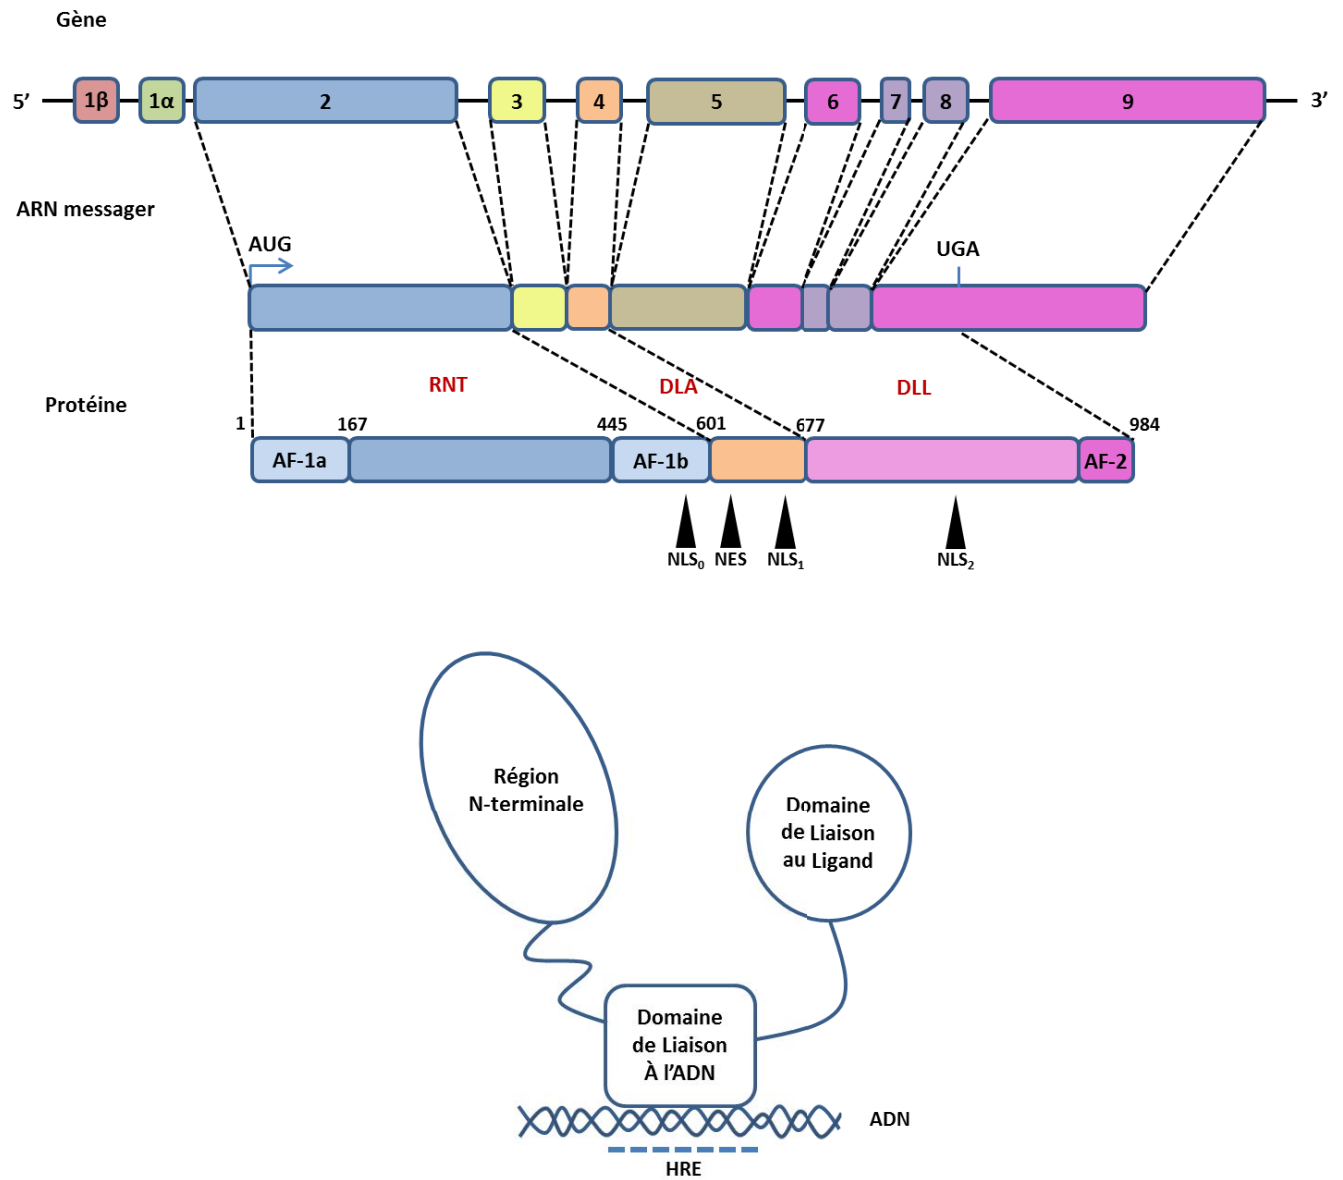 Gène
5’ 1β 1α 2 3 4 5 6 7 8 9 3’
ARN messager
AUG UGA
RNT DLA DLL
Protéine
1 167 445 601 677 984
AF-1a AF-1b AF-2
NLS₀ NES NLS₁ NLS₂
Région
N-terminale
Domaine
de Liaison
au Ligand
Domaine
de Liaison
À l’ADN
ADN
HRE